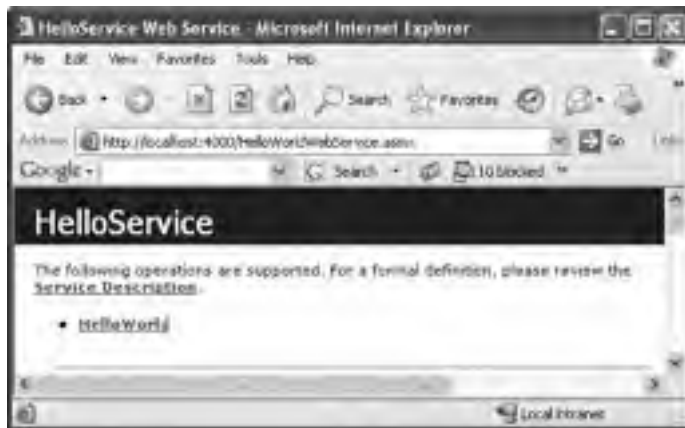 HelloService Web Service - Microsoft Internet Explorer
File Edit View Favorites Tools Help
Back Search Favorites
Address http://localhost:4000/HelloWorldWebService.asmx Go Links
Google Search 10 blocked
HelloService
The following operations are supported. For a formal definition, please review the
Service Description.
HelloWorld
Local intranet